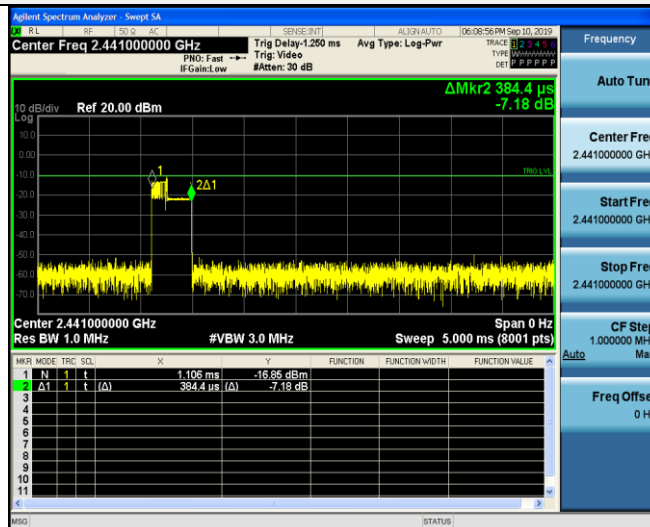 Agilent Spectrum Analyzer - Swept SA
RL RF 50 Ω AC SENSE:INT ALIGN AUTO 06:08:56 PM Sep 10, 2019
Center Freq 2.441000000 GHz
PNO: Fast
IFGain:Low
Trig Delay-1.250 ms
Trig: Video
#Atten: 30 dB
Avg Type: Log-Pwr
TRACE 1 2 3 4 5 6
TYPE WWWWWW
DET P P P P P P
ΔMkr2 384.4 µs
-7.18 dB
10 dB/div Ref 20.00 dBm
Log
10.0
0.00
-10.0
-20.0
-30.0
-40.0
-50.0
-60.0
-70.0
1
2Δ1
TRIG LVL
Center 2.441000000 GHz Span 0 Hz
Res BW 1.0 MHz #VBW 3.0 MHz Sweep 5.000 ms (8001 pts)
MKR MODE TRC SCL X Y FUNCTION FUNCTION WIDTH FUNCTION VALUE
1 N 1 t 1.106 ms -16.85 dBm
2 Δ1 1 t (Δ) 384.4 µs (Δ) -7.18 dB
3
4
5
6
7
8
9
10
11
MSG STATUS
Frequency
Auto Tun
Center Fre
2.441000000 GH
Start Fre
2.441000000 GH
Stop Fre
2.441000000 GH
CF Step
1.000000 MH
Auto Ma
Freq Offse
0 H